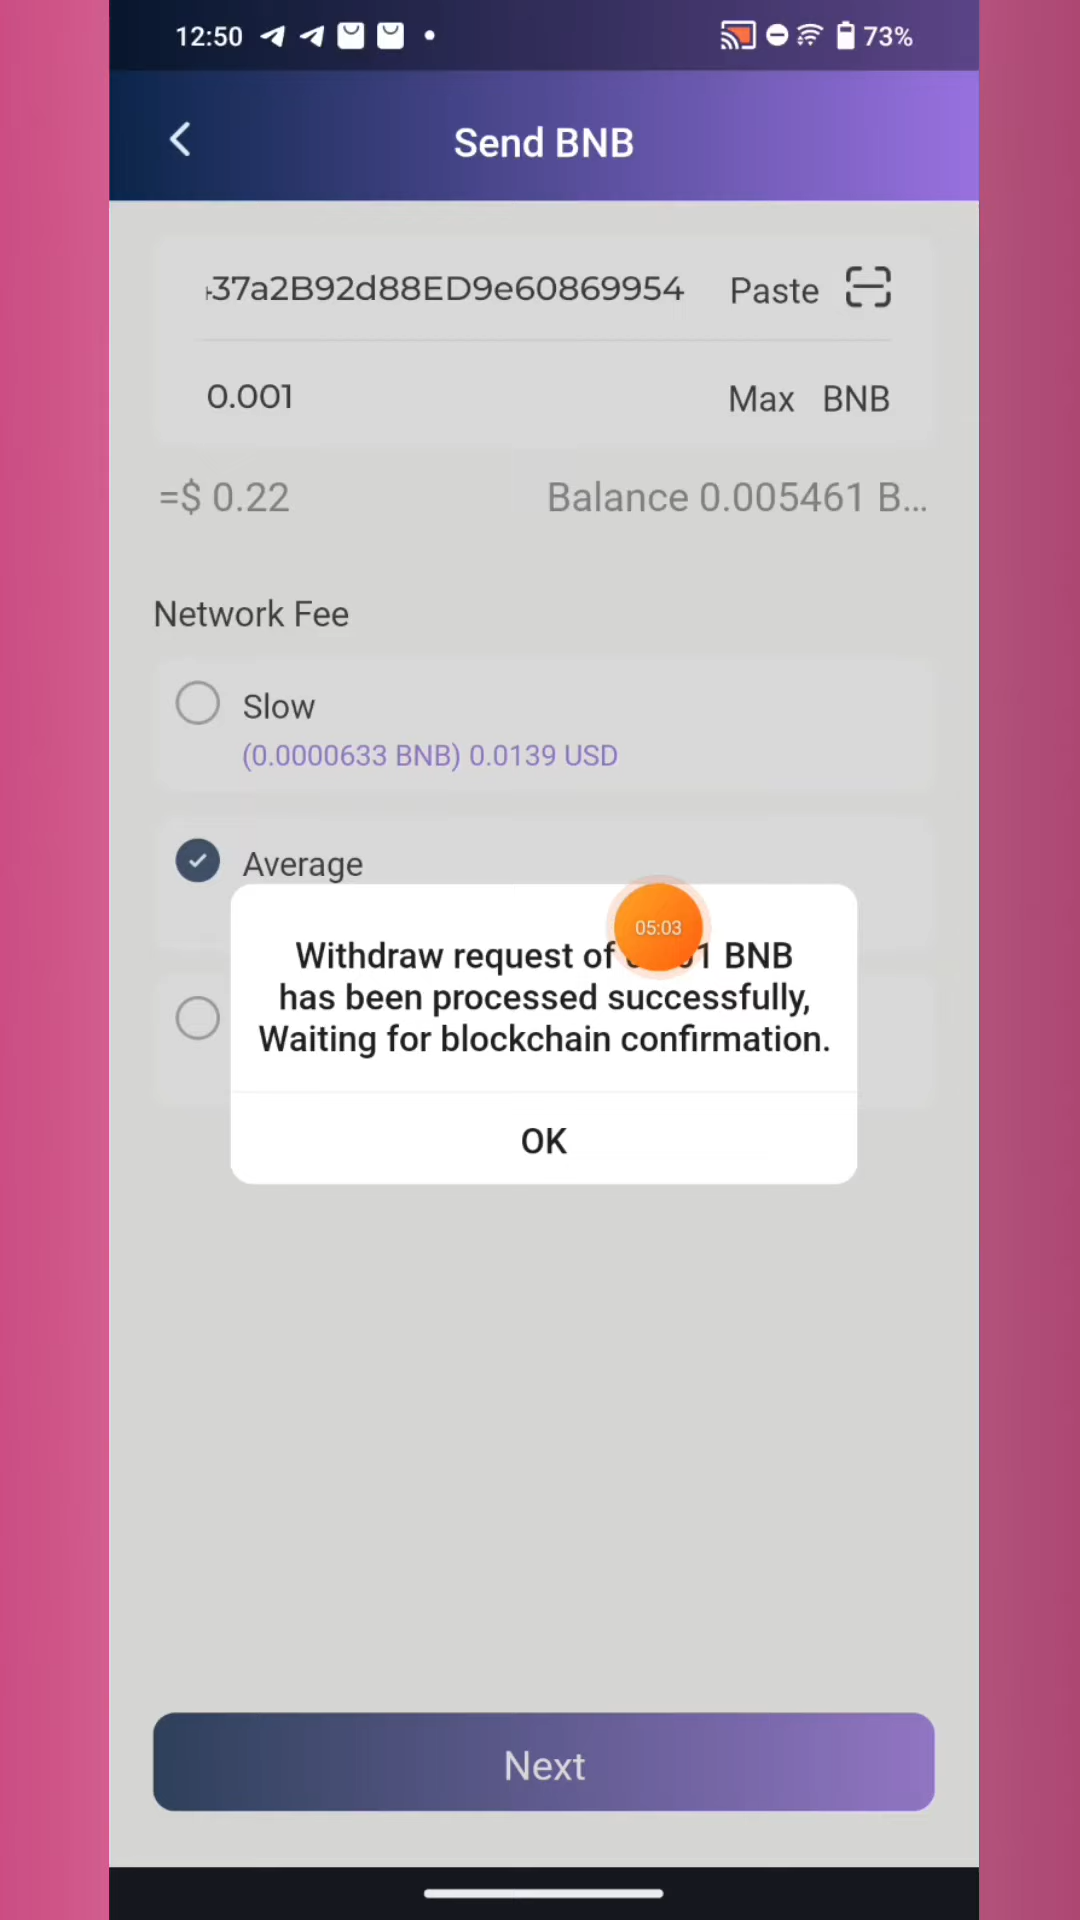 12:50
73%
Send BNB
37a2B92d88ED9e60869954 Paste
0.001 Max BNB
=$ 0.22 Balance 0.005461 B...
Network Fee
Slow
(0.0000633 BNB) 0.0139 USD
Average
05:03
Withdraw request of BNB
has been processed successfully,
Waiting for blockchain confirmation.
OK
Next